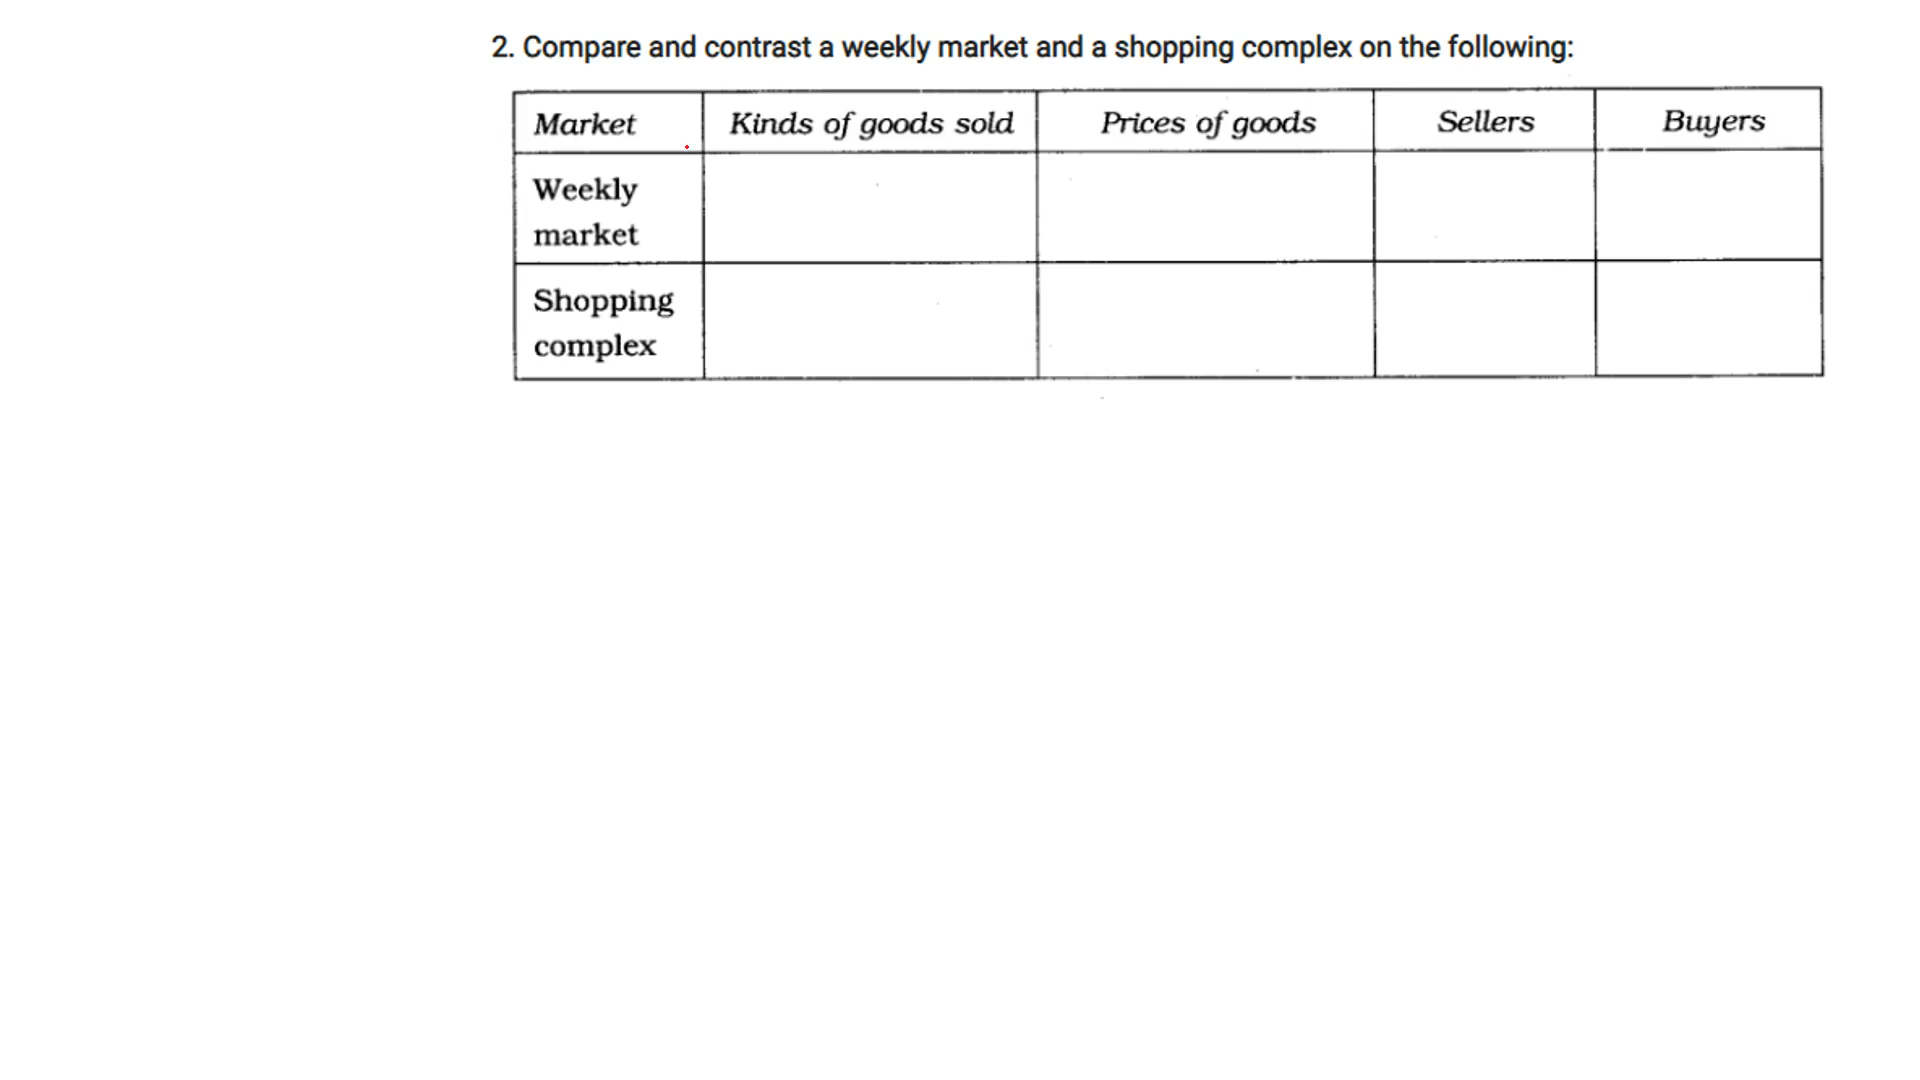 2. Compare and contrast a weekly market and a shopping complex on the following:
Market Kinds of goods sold Prices of goods Sellers Buyers
Weekly
market
Shopping
complex